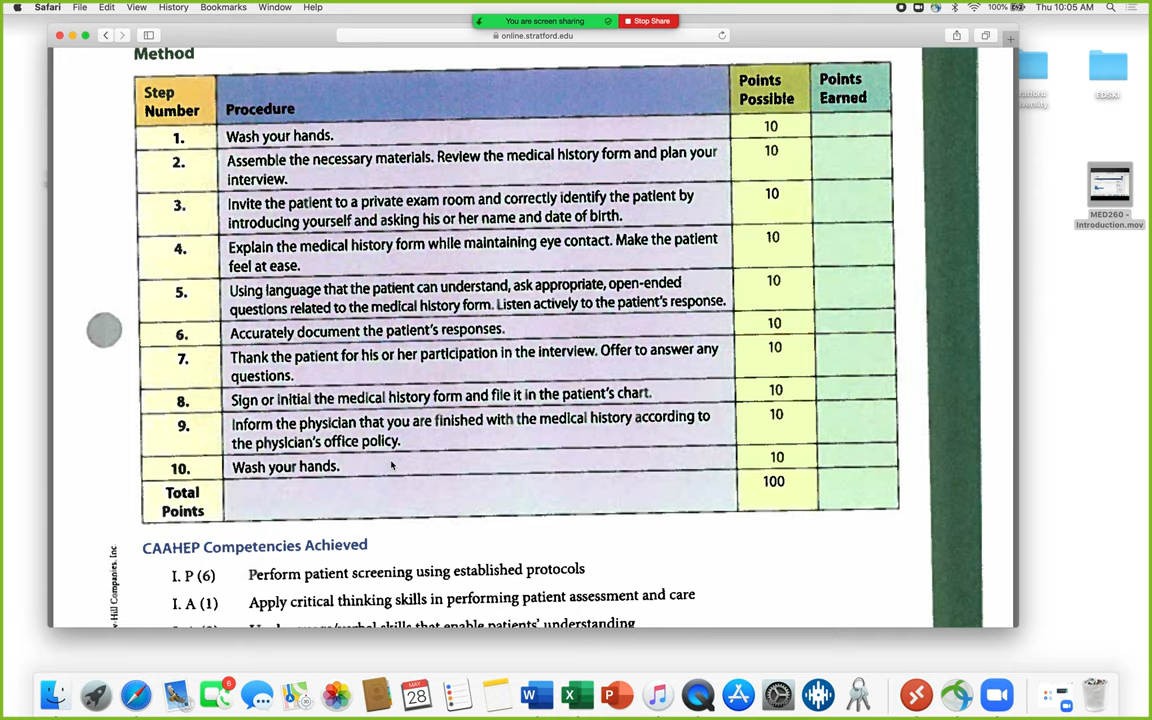 Safari File Edit View History Bookmarks Window Help
100%
Thu 10:05 AM
You are screen sharing
Stop Share
online.stratford.edu
Method
Step Number Procedure Points Possible Points Earned
1. Wash your hands. 10
2. Assemble the necessary materials. Review the medical history form and plan your 10
interview.
3. Invite the patient to a private exam room and correctly identify the patient by 10
introducing yourself and asking his or her name and date of birth.
4. Explain the medical history form while maintaining eye contact. Make the patient 10
feel at ease.
5. Using language that the patient can understand, ask appropriate, open-ended 10
questions related to the medical history form. Listen actively to the patient's response.
6. Accurately document the patient's responses. 10
7. Thank the patient for his or her participation in the interview. Offer to answer any 10
questions.
8. Sign or initial the medical history form and file it in the patient's chart. 10
9. Inform the physician that you are finished with the medical history according to 10
the physician's office policy.
10. Wash your hands. 10
Total Points 100
CAAHEP Competencies Achieved
I. P (6) Perform patient screening using established protocols
I. A (1) Apply critical thinking skills in performing patient assessment and care
skills that enable patients' understanding
Hill Companies, Inc.
EDSKI
MED260 -
Introduction.mov
6
MAY
28